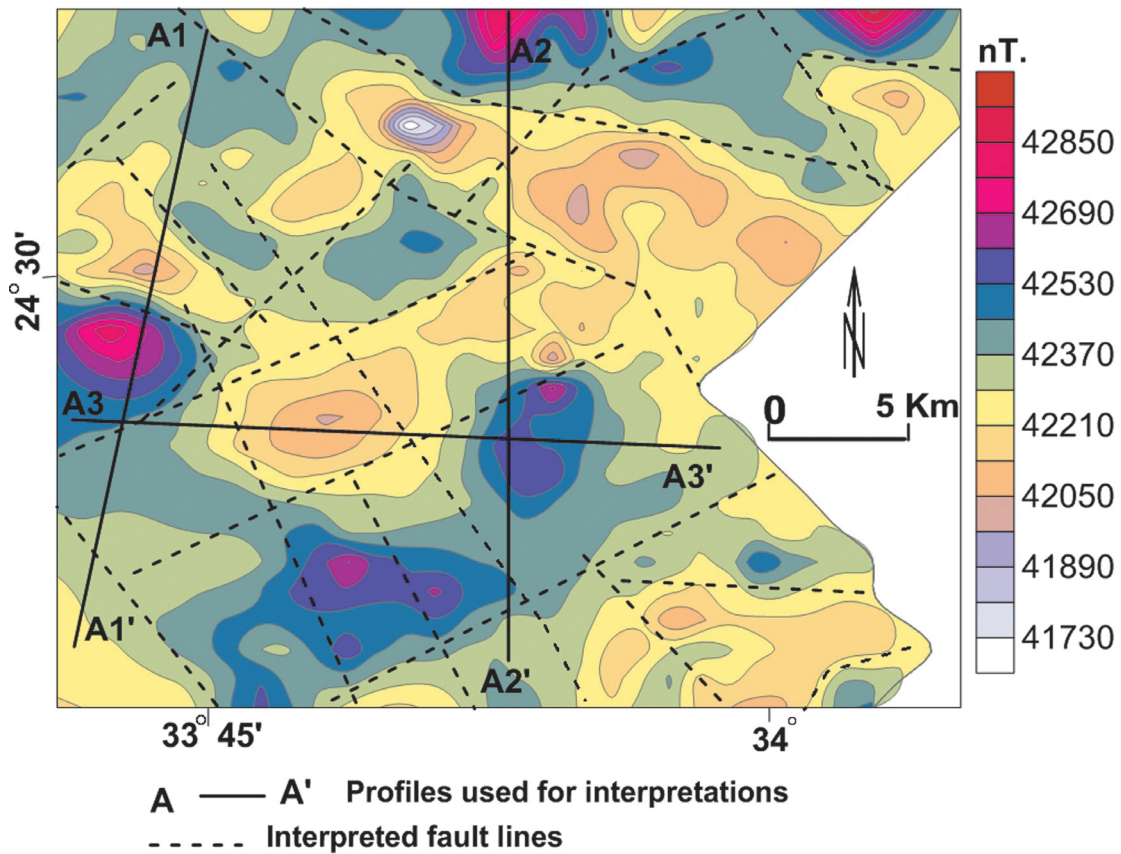 A1
A2
nT.
42850
42690
42530
42370
42210
42050
41890
41730
24° 30'
N
0 5 Km
A3
A3'
A1'
A2'
33° 45'
34°
A A' Profiles used for interpretations
Interpreted fault lines